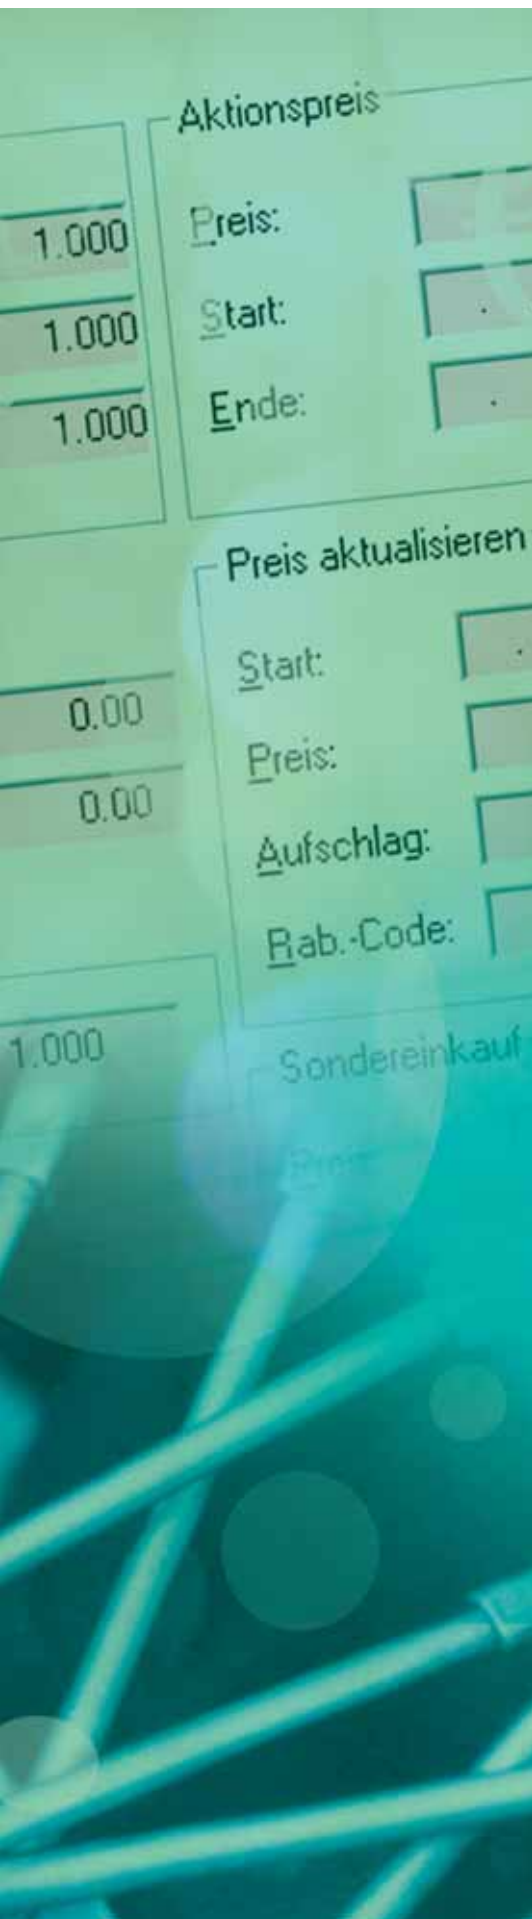 Aktionspreis
1.000 Preis:
1.000 Start: .
1.000 Ende: .
Preis aktualisieren
Start: .
0.00 Preis:
0.00 Aufschlag:
Rab.-Code:
1.000 Sondereinkauf
Preis